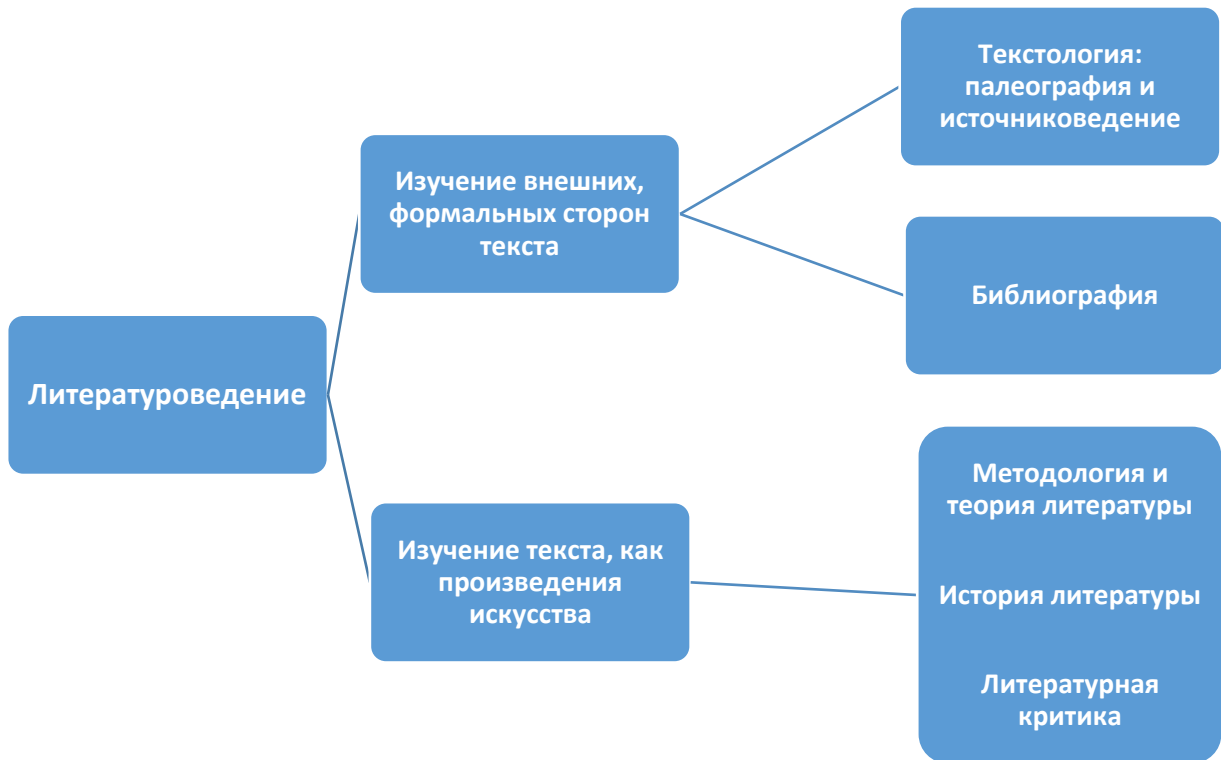 Литературоведение
Изучение внешних,
формальных сторон
текста
Текстология:
палеография и
источниковедение
Библиография
Изучение текста, как
произведения
искусства
Методология и
теория литературы
История литературы
Литературная
критика